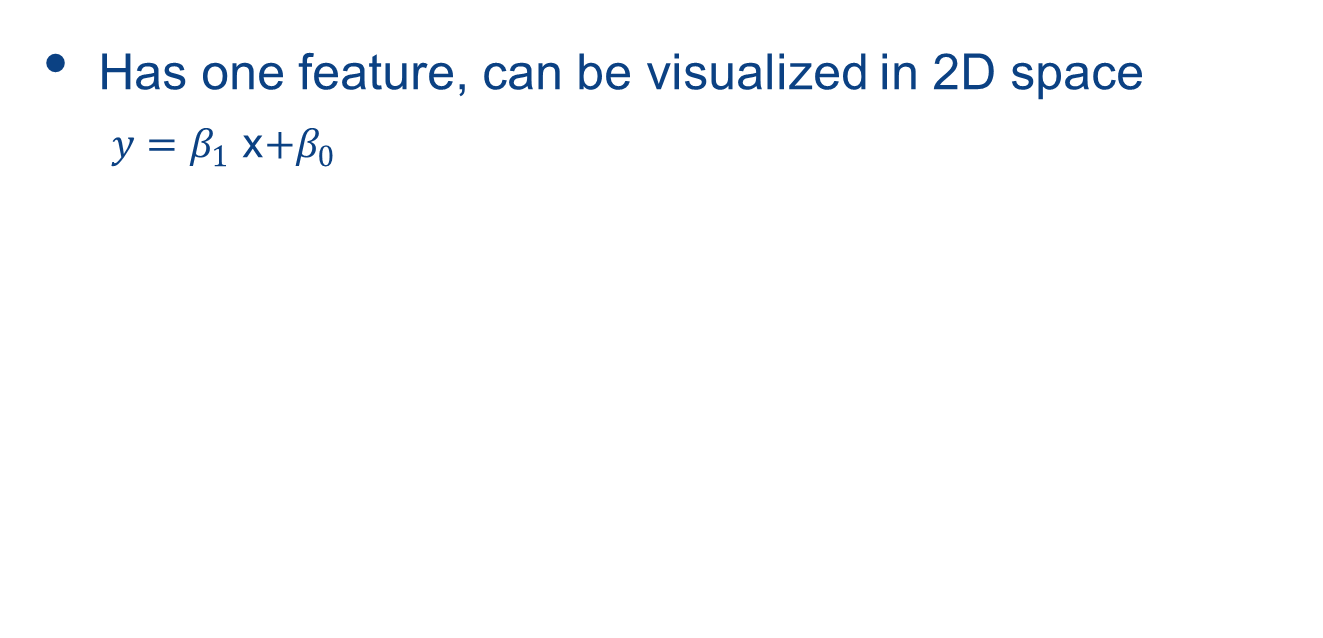 • Has one feature, can be visualized in 2D space
𝑦 = 𝛽₁ x+𝛽₀